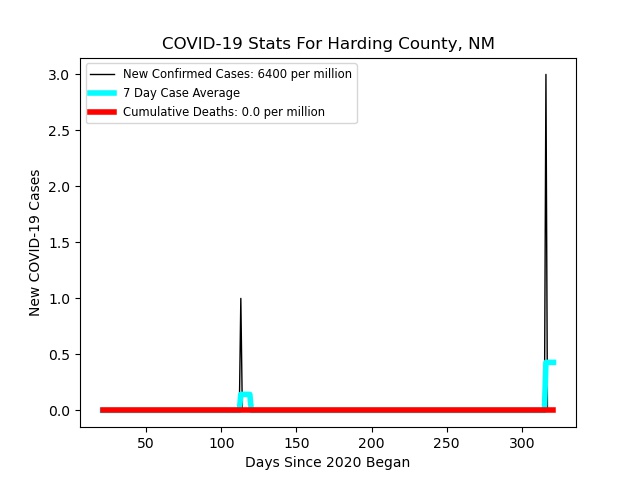 COVID-19 Stats For Harding County, NM
New Confirmed Cases: 6400 per million
7 Day Case Average
Cumulative Deaths: 0.0 per million
New COVID-19 Cases
3.0
2.5
2.0
1.5
1.0
0.5
0.0
50 100 150 200 250 300
Days Since 2020 Began